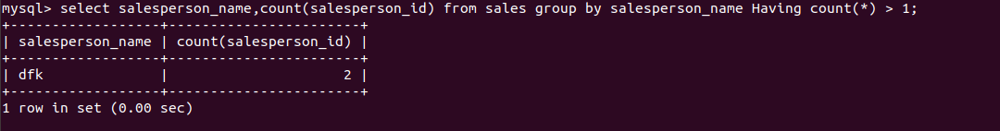 mysql> select salesperson_name,count(salesperson_id) from sales group by salesperson_name Having count(*) > 1;
+------------------+-----------------------+
| salesperson_name | count(salesperson_id) |
+------------------+-----------------------+
| dfk              |                     2 |
+------------------+-----------------------+
1 row in set (0.00 sec)